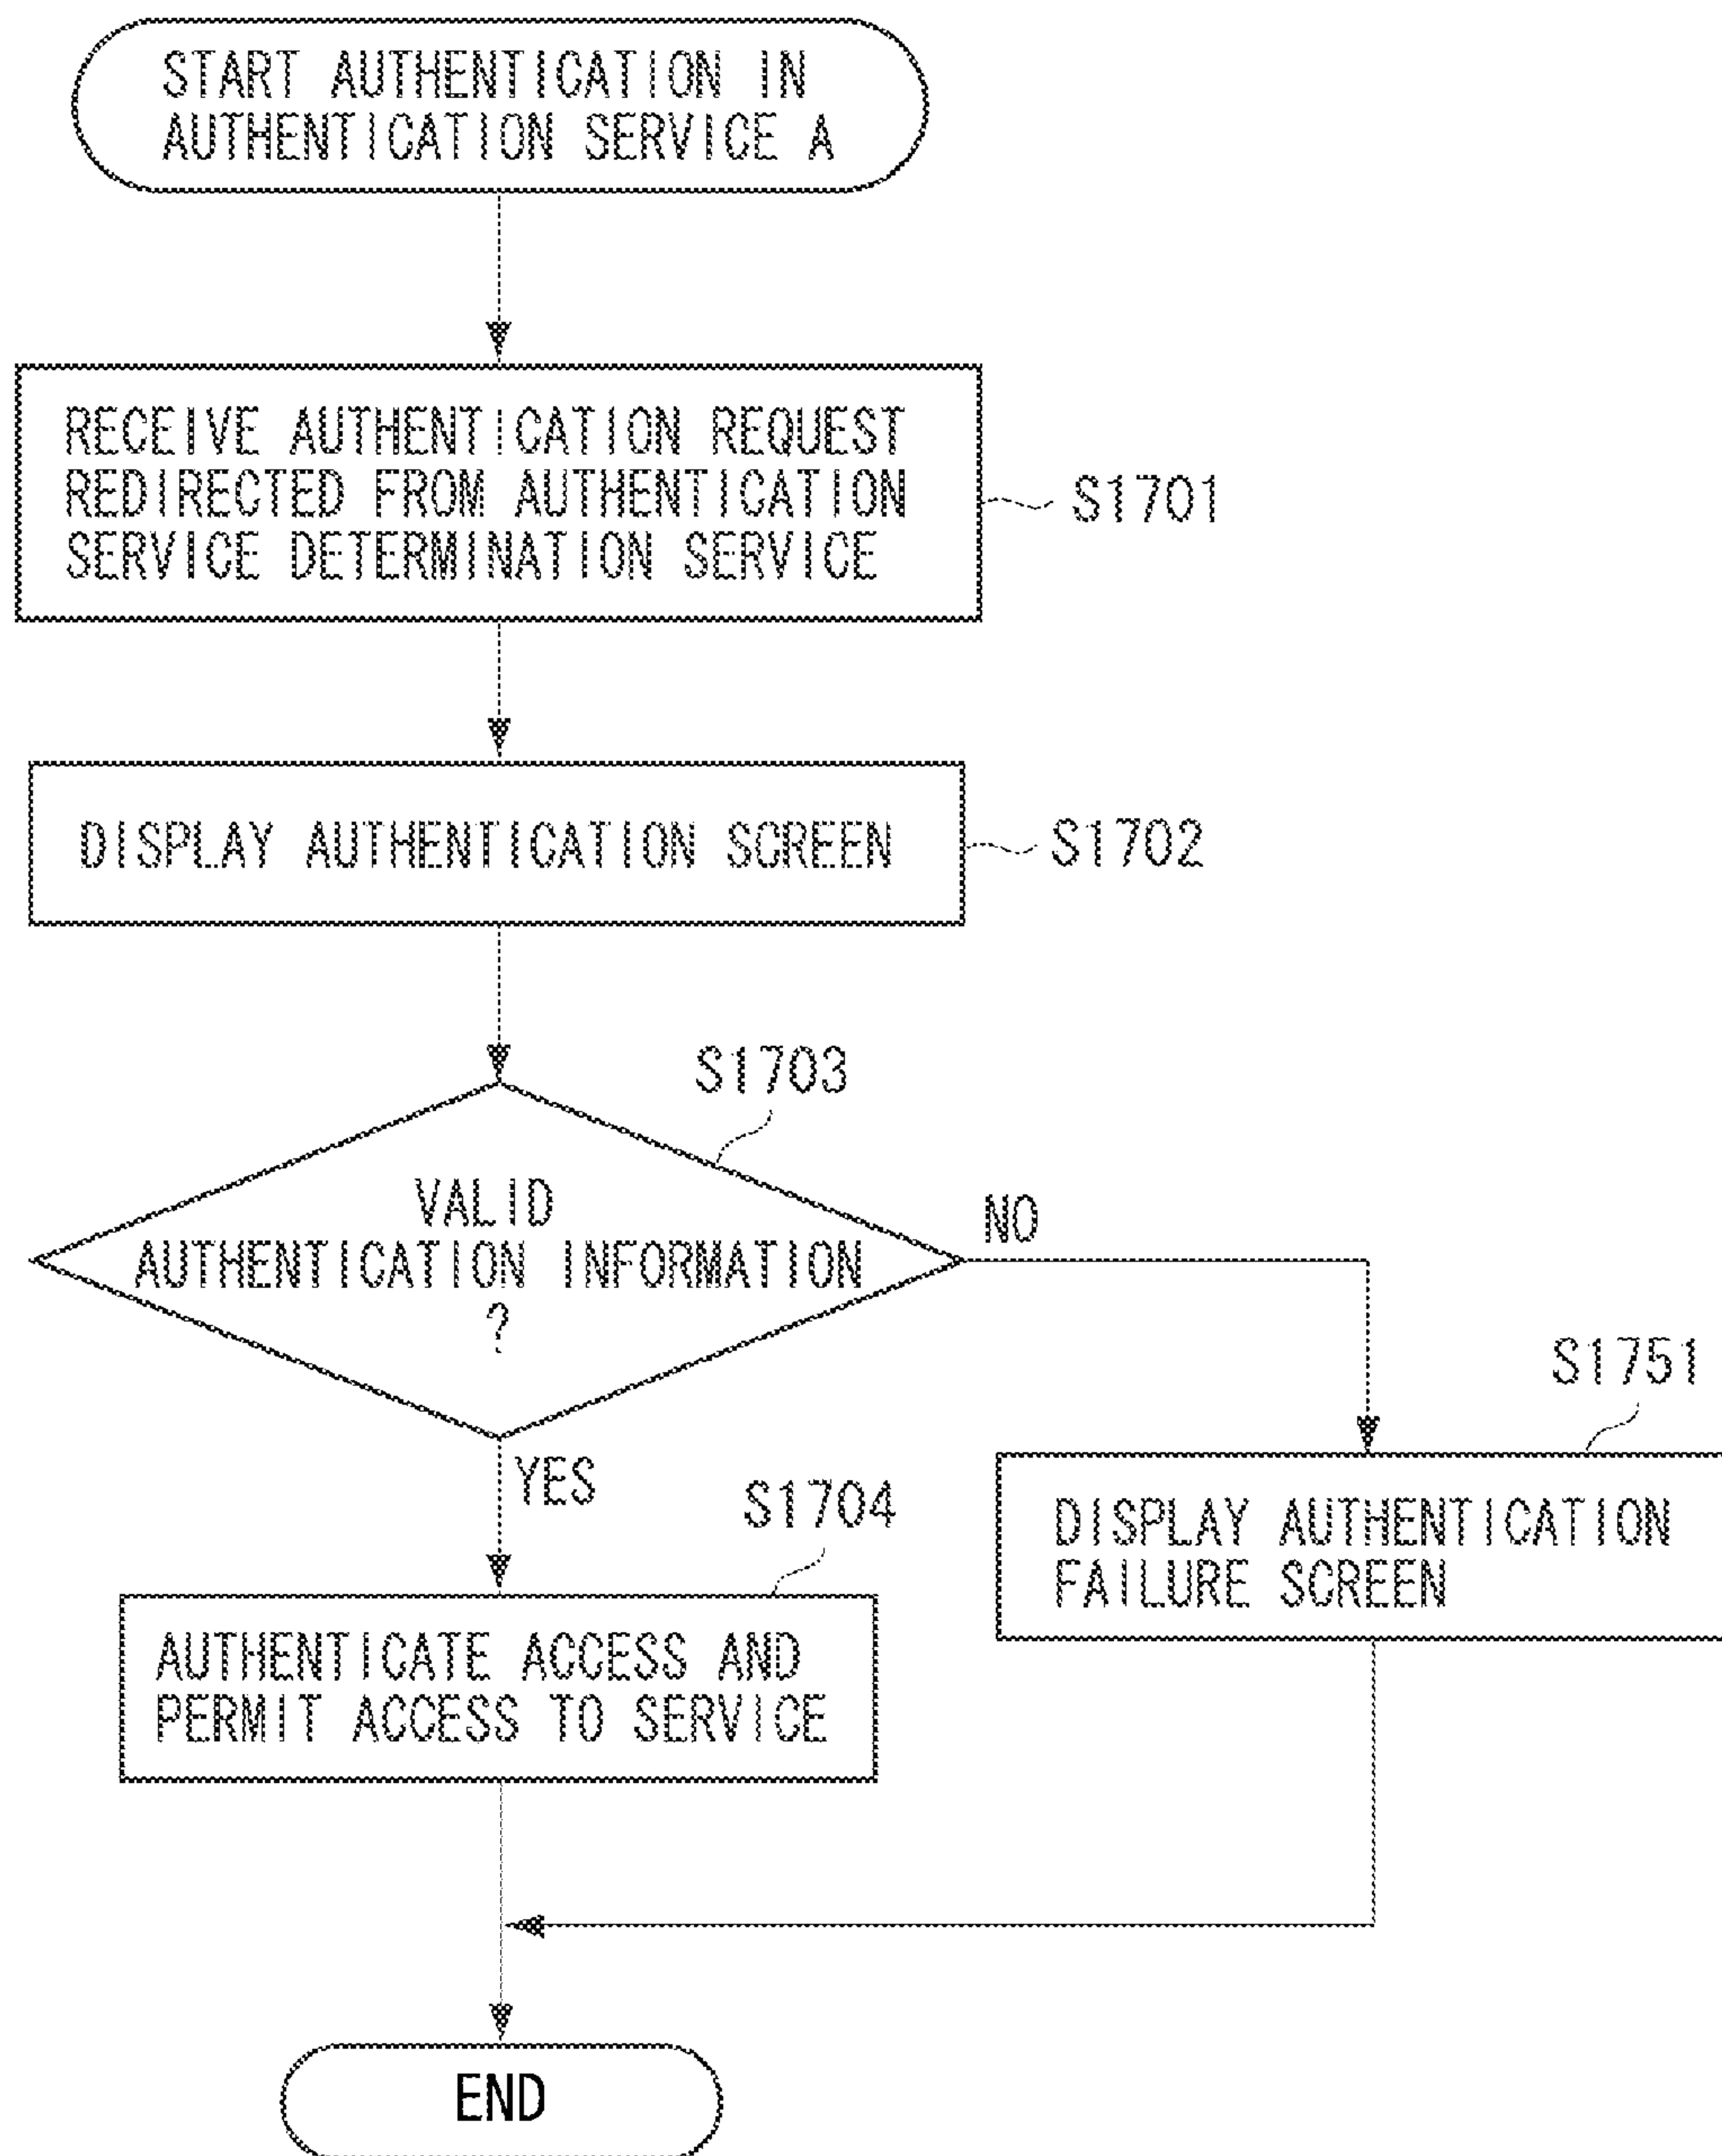 START AUTHENTICATION IN
AUTHENTICATION SERVICE A
RECEIVE AUTHENTICATION REQUEST
REDIRECTED FROM AUTHENTICATION
SERVICE DETERMINATION SERVICE
S1701
DISPLAY AUTHENTICATION SCREEN
S1702
S1703
VALID
AUTHENTICATION INFORMATION
?
NO
YES
S1751
DISPLAY AUTHENTICATION
FAILURE SCREEN
S1704
AUTHENTICATE ACCESS AND
PERMIT ACCESS TO SERVICE
END